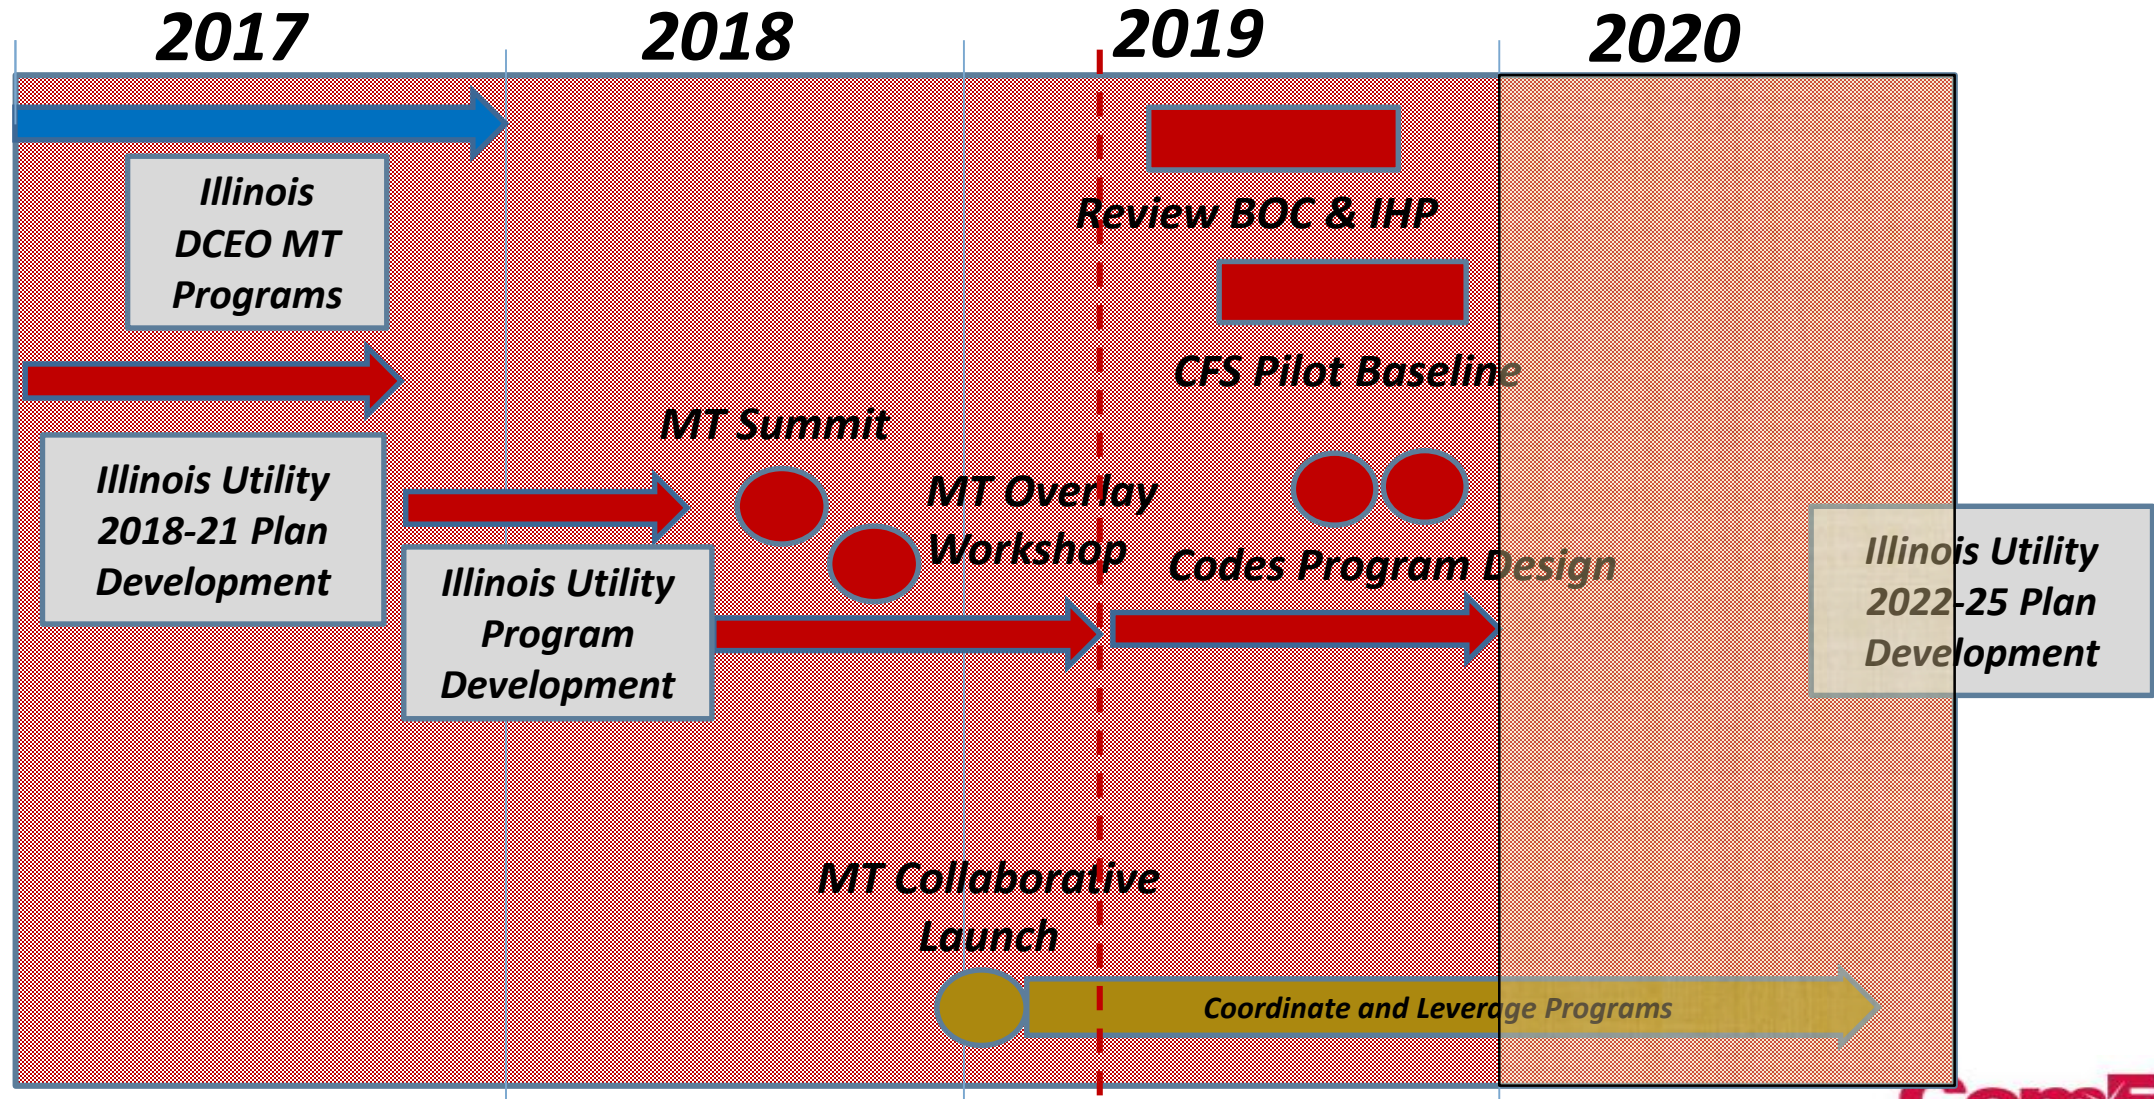 2017
2018
2019
2020
Illinois
DCEO MT
Programs
Review BOC & IHP
CFS Pilot Baseline
MT Summit
Illinois Utility
2018-21 Plan
Development
MT Overlay
Workshop
Codes Program Design
Illinois Utility
Program
Development
Illinois Utility
2022-25 Plan
Development
MT Collaborative
Launch
Coordinate and Leverage Programs